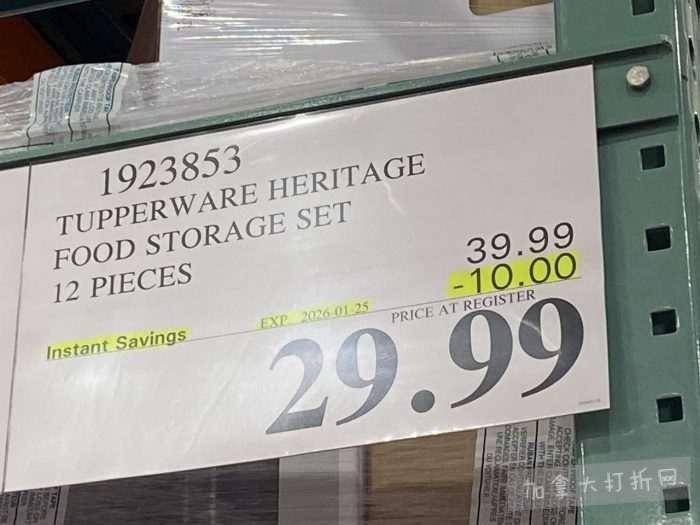 1923853
TUPPERWARE HERITAGE
FOOD STORAGE SET
12 PIECES
39.99
-10.00
Instant Savings
EXP. 2026-01-25
PRICE AT REGISTER
29.99
加拿大打折网